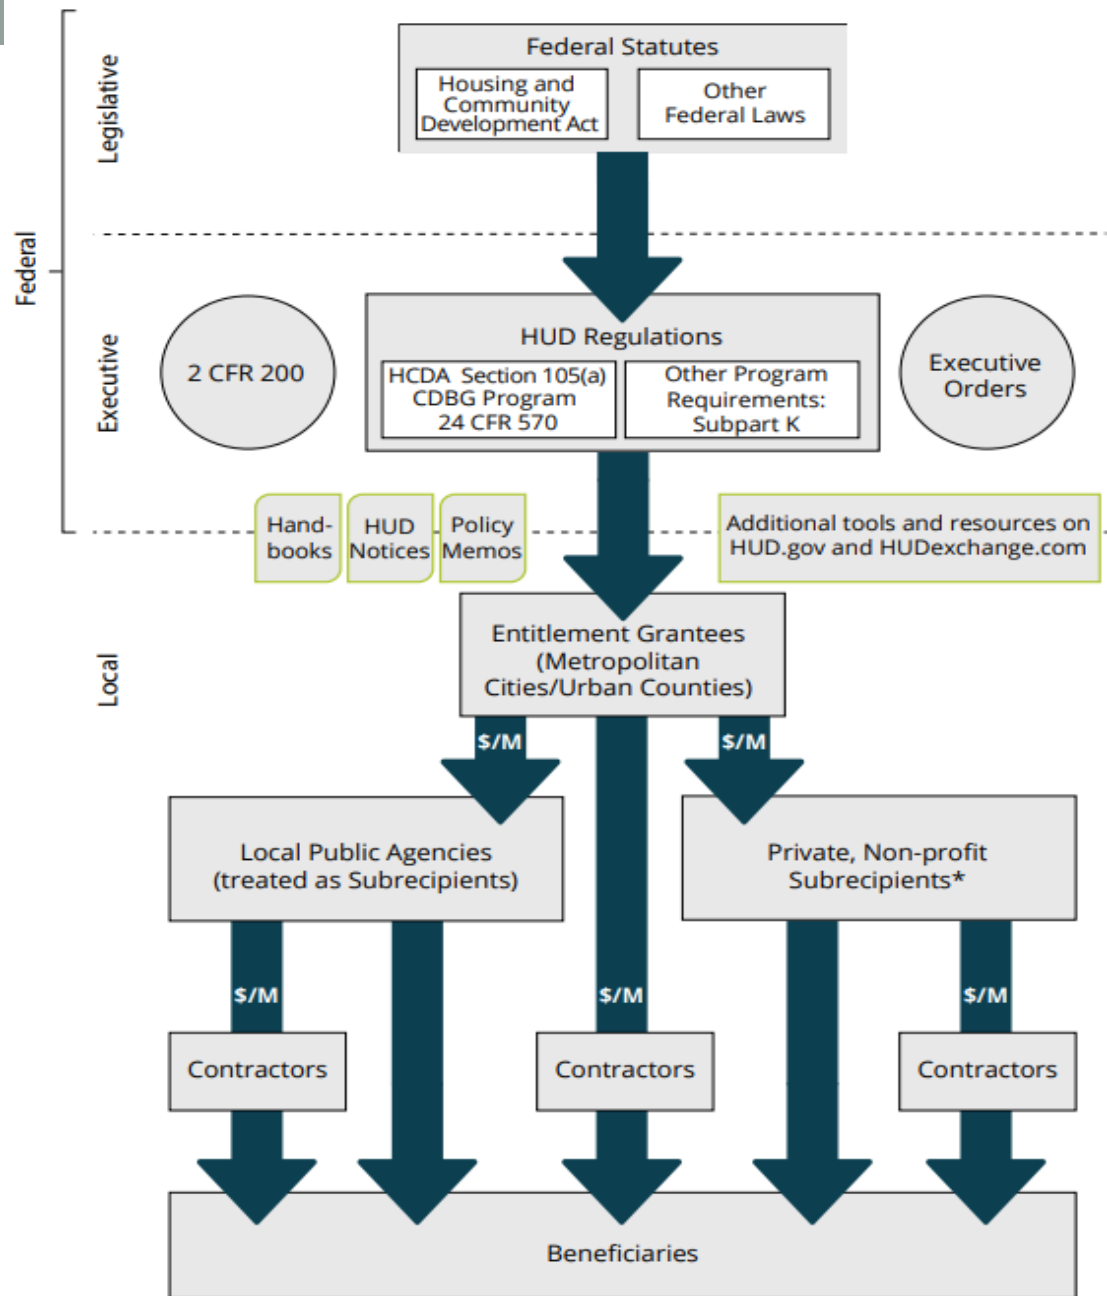 Federal
Legislative
Federal Statutes
Housing and
Community
Development Act
Other
Federal Laws
Executive
2 CFR 200
HUD Regulations
HCDA Section 105(a)
CDBG Program
24 CFR 570
Other Program
Requirements:
Subpart K
Executive
Orders
Hand-
books
HUD
Notices
Policy
Memos
Additional tools and resources on
HUD.gov and HUDexchange.com
Local
Entitlement Grantees
(Metropolitan
Cities/Urban Counties)
$/M
$/M
Local Public Agencies
(treated as Subrecipients)
Private, Non-profit
Subrecipients*
$/M
$/M
$/M
Contractors
Contractors
Contractors
Beneficiaries